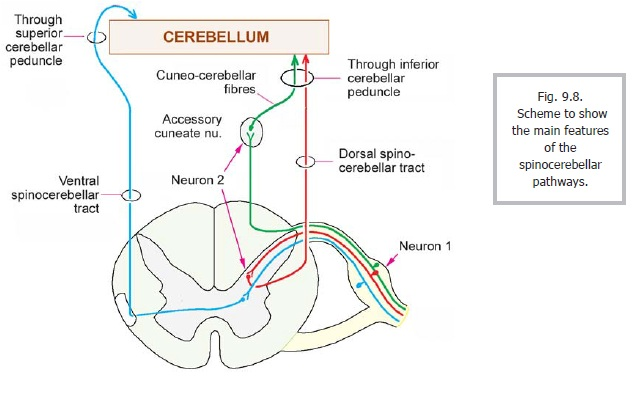 Through
superior
cerebellar
peduncle
CEREBELLUM
Cuneo-cerebellar
fibres
Through inferior
cerebellar
peduncle
Accessory
cuneate nu.
Dorsal spino-
cerebellar tract
Ventral
spinocerebellar
tract
Neuron 2
Neuron 1
Fig. 9.8.
Scheme to show
the main features
of the
spinocerebellar
pathways.